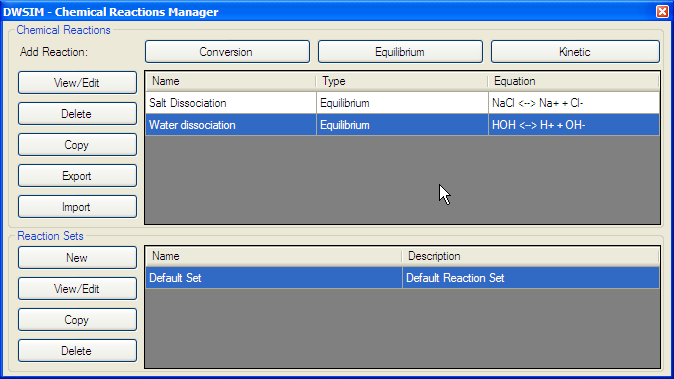 DWSIM - Chemical Reactions Manager
Chemical Reactions
Add Reaction: Conversion Equilibrium Kinetic
View/Edit
Delete
Copy
Export
Import
Name Type Equation
Salt Dissociation Equilibrium NaCl <--> Na+ + Cl-
Water dissociation Equilibrium HOH <--> H+ + OH-
Reaction Sets
New
View/Edit
Copy
Delete
Name Description
Default Set Default Reaction Set